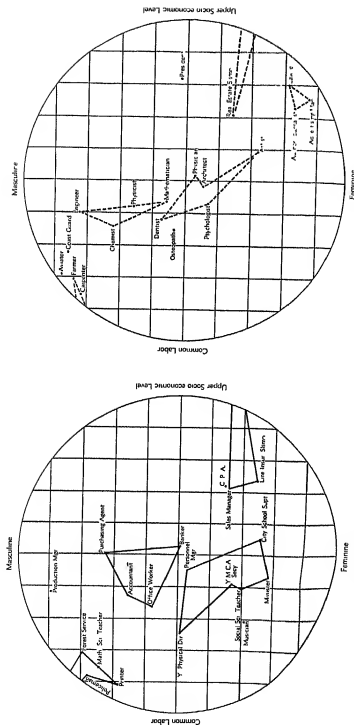 Masculine
Upper Socio economic Level
Aviator
Coast Guard
Engineer
Farmer
Carpenter
Physicist
Chemist
Mathematician
Dentist
Osteopath
Architect
Psychologist
Real Estate
Common Labor
Feminine
Masculine
Upper Socio economic Level
Production Mgr
Purchasing Agent
Forest Service
Math Sci Teacher
Policeman
Printer
Accountant
Office Worker
Banker
Personnel
Mgr
Y Physical Dir
C P A
Sales Manager
Life Insur Slsmn
City School Supt
Y M C A
Secy
Social Sci Teacher
Minister
Musician
Common Labor
Feminine